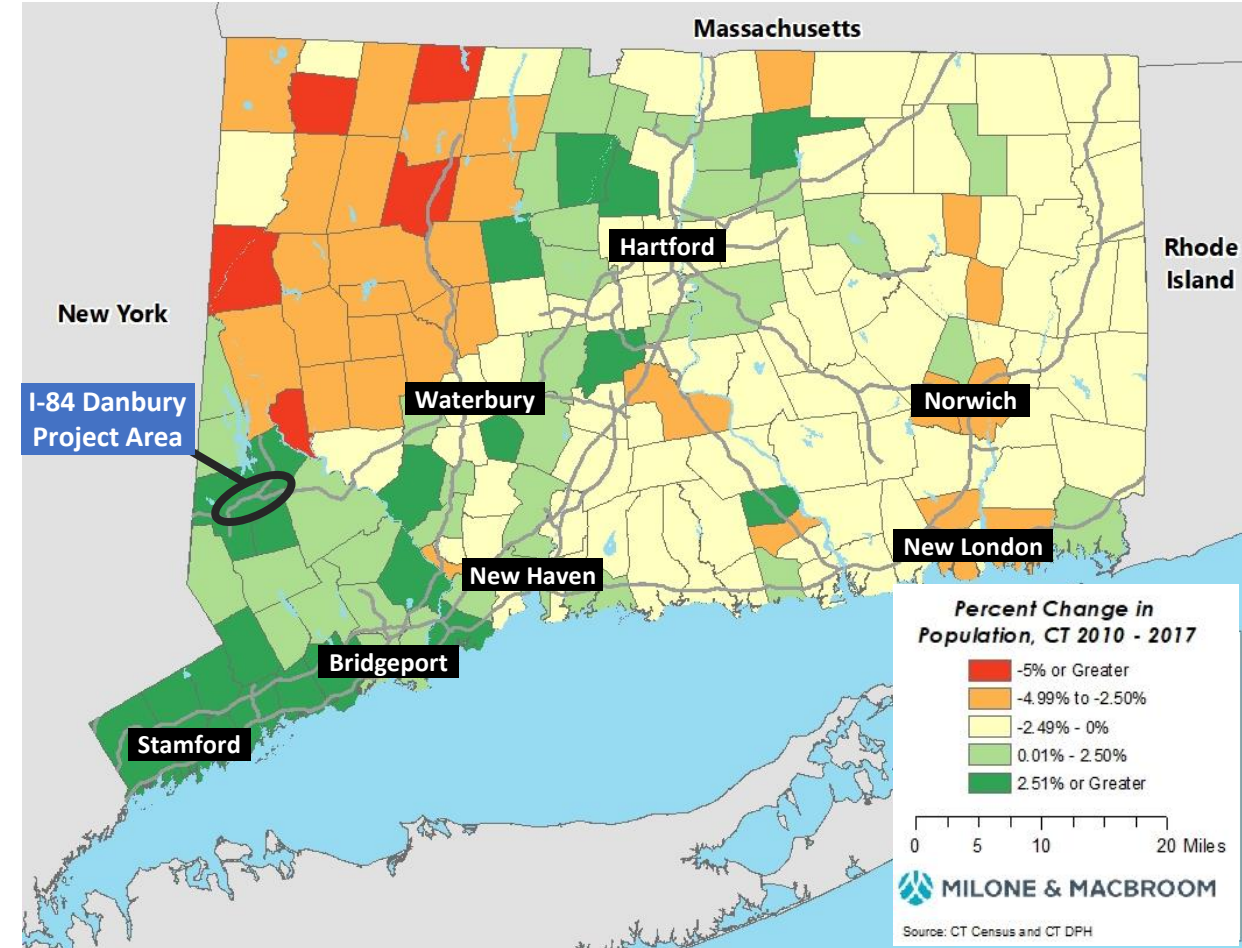 Massachusetts
Hartford
Rhode
Island
New York
I-84 Danbury
Project Area
Waterbury
Norwich
New London
New Haven
Bridgeport
Stamford
Percent Change in
Population, CT 2010 - 2017
-5% or Greater
-4.99% to -2.50%
-2.49% - 0%
0.01% - 2.50%
2.51% or Greater
0 5 10 20 Miles
MILONE & MACBROOM
Source: CT Census and CT DPH